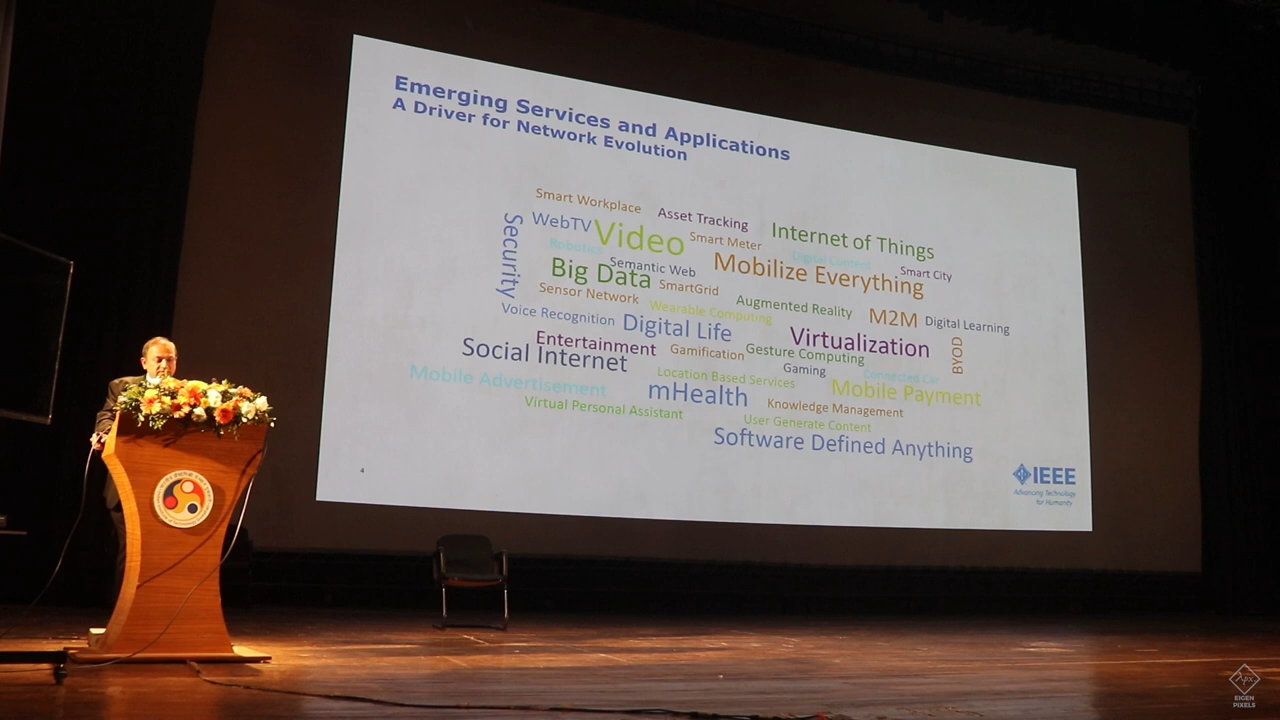 Emerging Services and Applications
A Driver for Network Evolution
Smart Workplace
Asset Tracking
Internet of Things
Security
WebTV
Video
Smart Meter
Robotics
Digital Content
Semantic Web
Mobilize Everything
Smart City
Big Data
SmartGrid
Sensor Network
Wearable Computing
Augmented Reality
M2M
Digital Learning
Voice Recognition
Digital Life
Virtualization
BYOD
Entertainment
Gamification
Gesture Computing
Social Internet
Gaming
Location Based Services
Connected Car
Mobile Advertisement
mHealth
Mobile Payment
Virtual Personal Assistant
Knowledge Management
User Generate Content
Software Defined Anything
4
IEEE
Advancing Technology
for Humanity
Apx
EIGEN
PIXELS